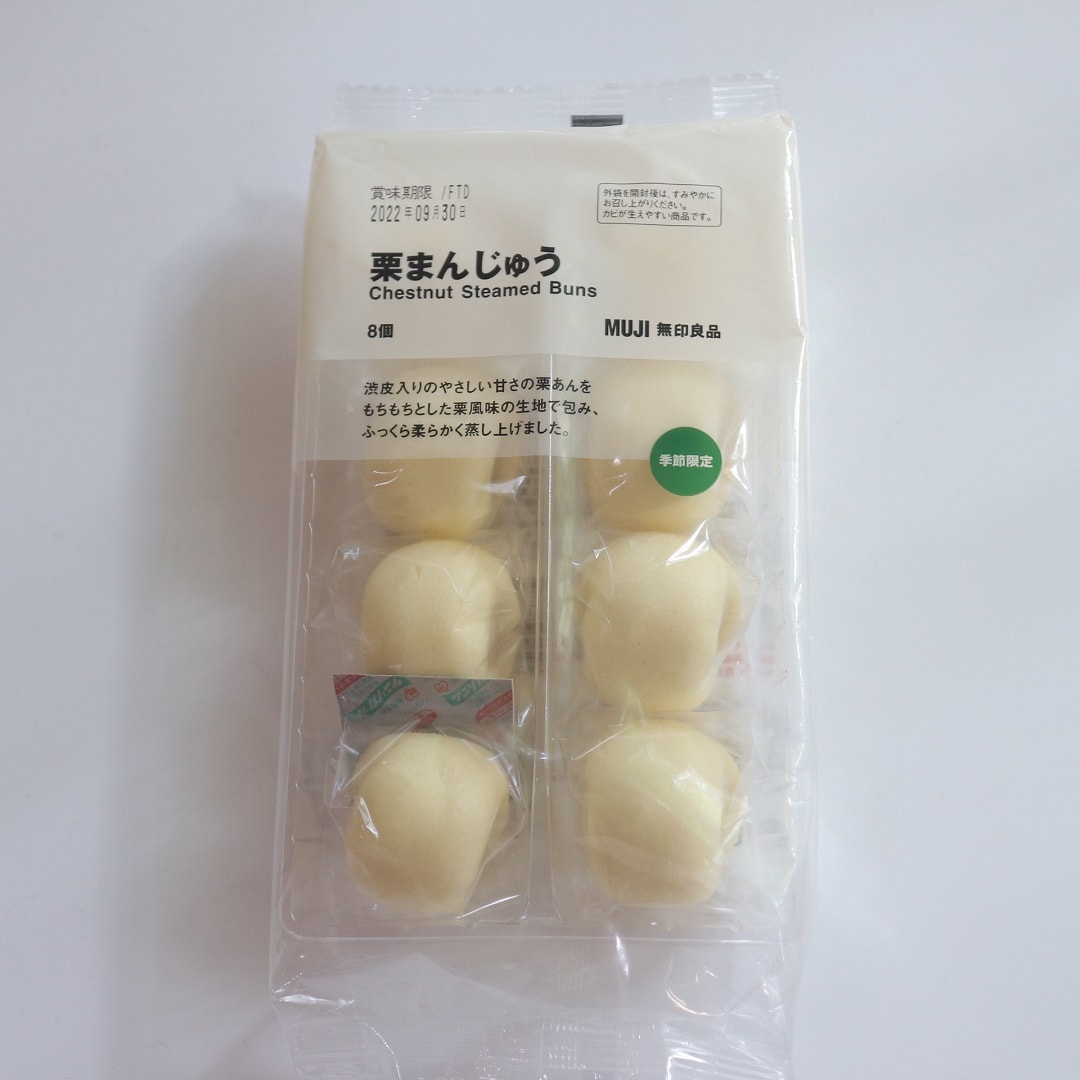 賞味期限 /FTD
2022年09月30日
外袋を開封後は、すみやかに
お召し上がりください。
カビが生えやすい商品です。
栗まんじゅう
Chestnut Steamed Buns
8個
MUJI 無印良品
渋皮入りのやさしい甘さの栗あんを
もちもちとした栗風味の生地で包み、
ふっくら柔らかく蒸し上げました。
季節限定